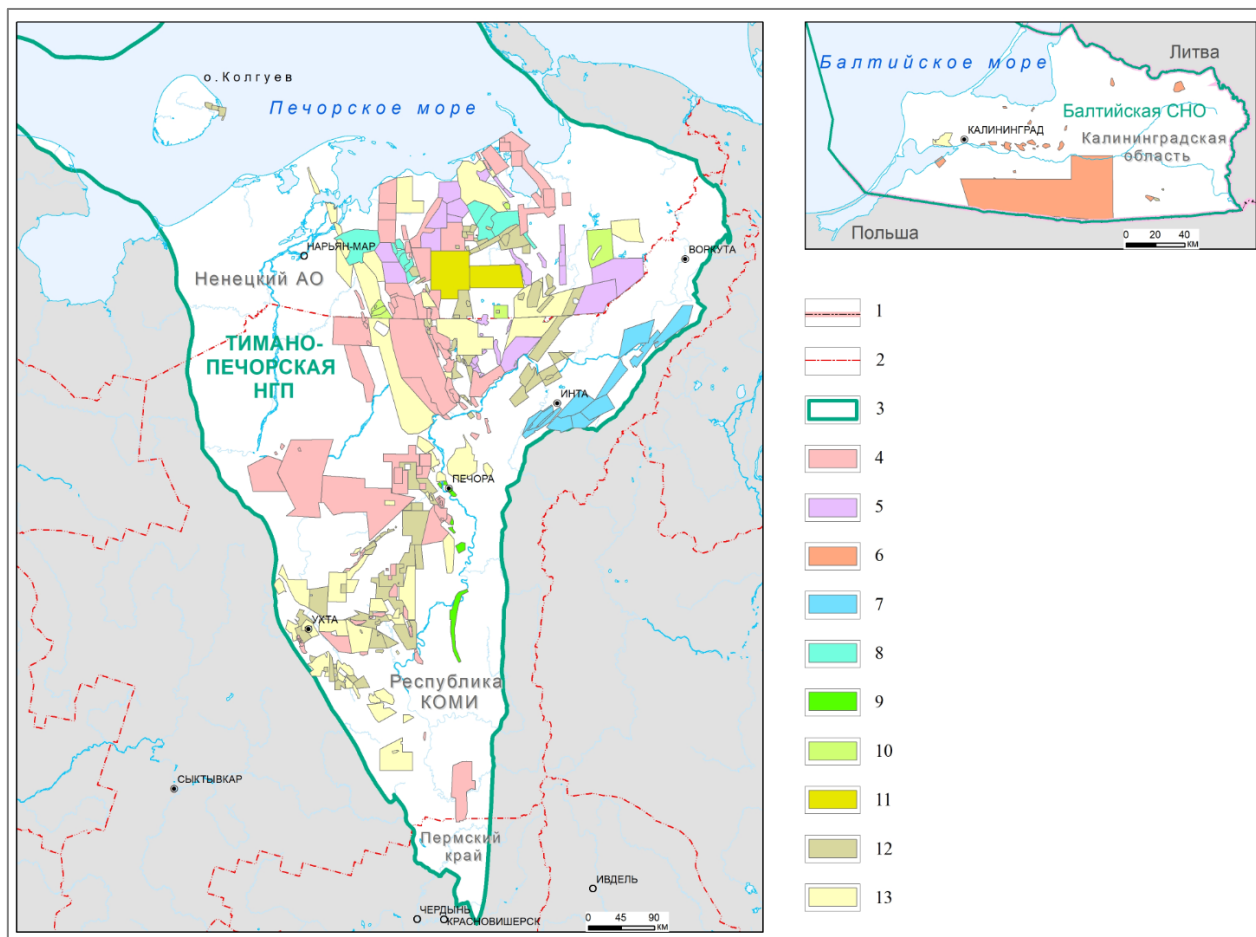 о. Колгуев
Печорское море
НАРЬЯН-МАР
Ненецкий АО
ВОРКУТА
ТИМАНО-
ПЕЧОРСКАЯ
НГП
ИНТА
ПЕЧОРА
УХТА
Республика
КОМИ
СЫКТЫВКАР
Пермский
край
ИВДЕЛЬ
ЧЕРДЫНЬ
КРАСНОВИШЕРСК
0 45 90
км
Литва
Балтийское море
Балтийская СНО
КАЛИНИНГРАД
Калининградская
область
Польша
0 20 40
км
1
2
3
4
5
6
7
8
9
10
11
12
13